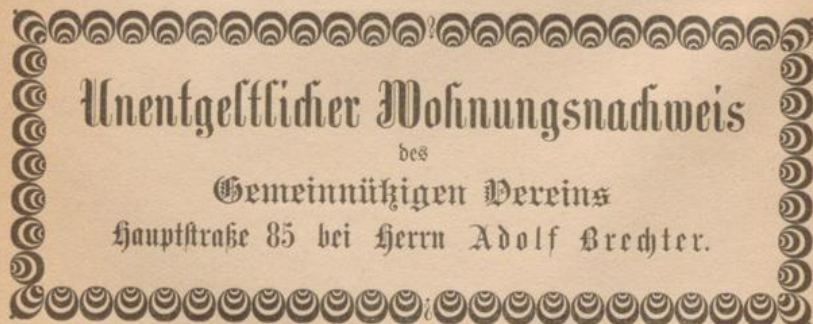 Unentgeltlicher Wohnungsnachweis
des
Gemeinnützigen Vereins
Hauptstraße 85 bei Herrn Adolf Brechter.